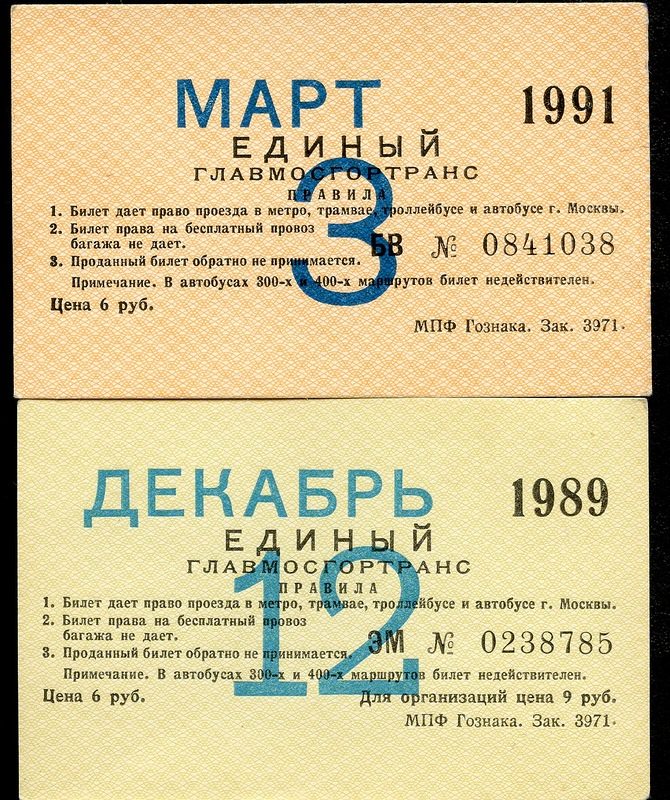 МАРТ 1991
ЕДИНЫЙ
ГЛАВМОСГОРТРАНС
3
ПРАВИЛА
1. Билет дает право проезда в метро, трамвае, троллейбусе и автобусе г. Москвы.
2. Билет права на бесплатный провоз
багажа не дает.
БВ № 0841038
3. Проданный билет обратно не принимается.
Примечание. В автобусах 300-х и 400-х маршрутов билет недействителен.
Цена 6 руб.
МПФ Гознака. Зак. 3971.
ДЕКАБРЬ 1989
ЕДИНЫЙ
ГЛАВМОСГОРТРАНС
12
ПРАВИЛА
1. Билет дает право проезда в метро, трамвае, троллейбусе и автобусе г. Москвы.
2. Билет права на бесплатный провоз
багажа не дает.
ЭМ № 0238785
3. Проданный билет обратно не принимается.
Примечание. В автобусах 300-х и 400-х маршрутов билет недействителен.
Цена 6 руб. Для организаций цена 9 руб.
МПФ Гознака. Зак. 3971.